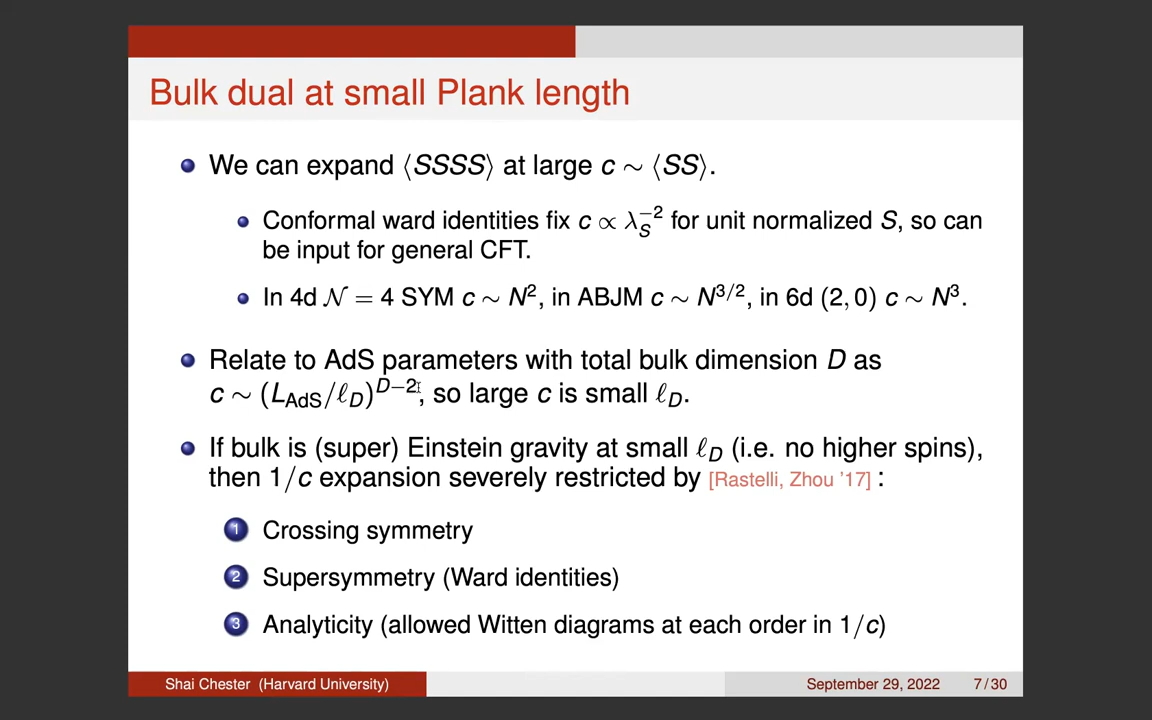 Bulk dual at small Plank length
We can expand ⟨SSSS⟩ at large c ∼ ⟨SS⟩.
Conformal ward identities fix c ∝ λ_S^{-2} for unit normalized S, so can
be input for general CFT.
In 4d 𝒩 = 4 SYM c ∼ N^2, in ABJM c ∼ N^{3/2}, in 6d (2, 0) c ∼ N^3.
Relate to AdS parameters with total bulk dimension D as
c ∼ (L_AdS/ℓ_D)^{D−2}, so large c is small ℓ_D.
If bulk is (super) Einstein gravity at small ℓ_D (i.e. no higher spins),
then 1/c expansion severely restricted by [Rastelli, Zhou '17] :
1 Crossing symmetry
2 Supersymmetry (Ward identities)
3 Analyticity (allowed Witten diagrams at each order in 1/c)
Shai Chester (Harvard University) September 29, 2022 7 / 30